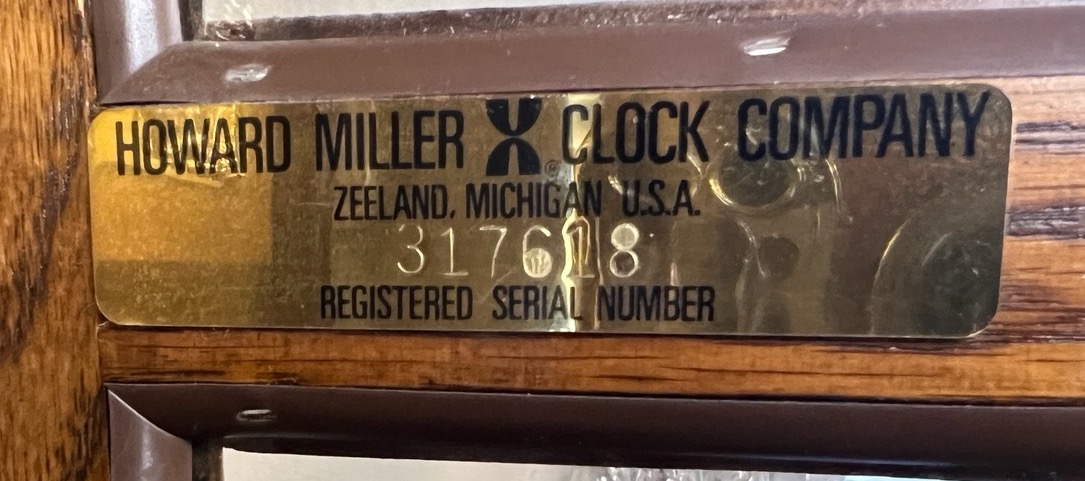 HOWARD MILLER CLOCK COMPANY
ZEELAND, MICHIGAN U.S.A.
317618
REGISTERED SERIAL NUMBER